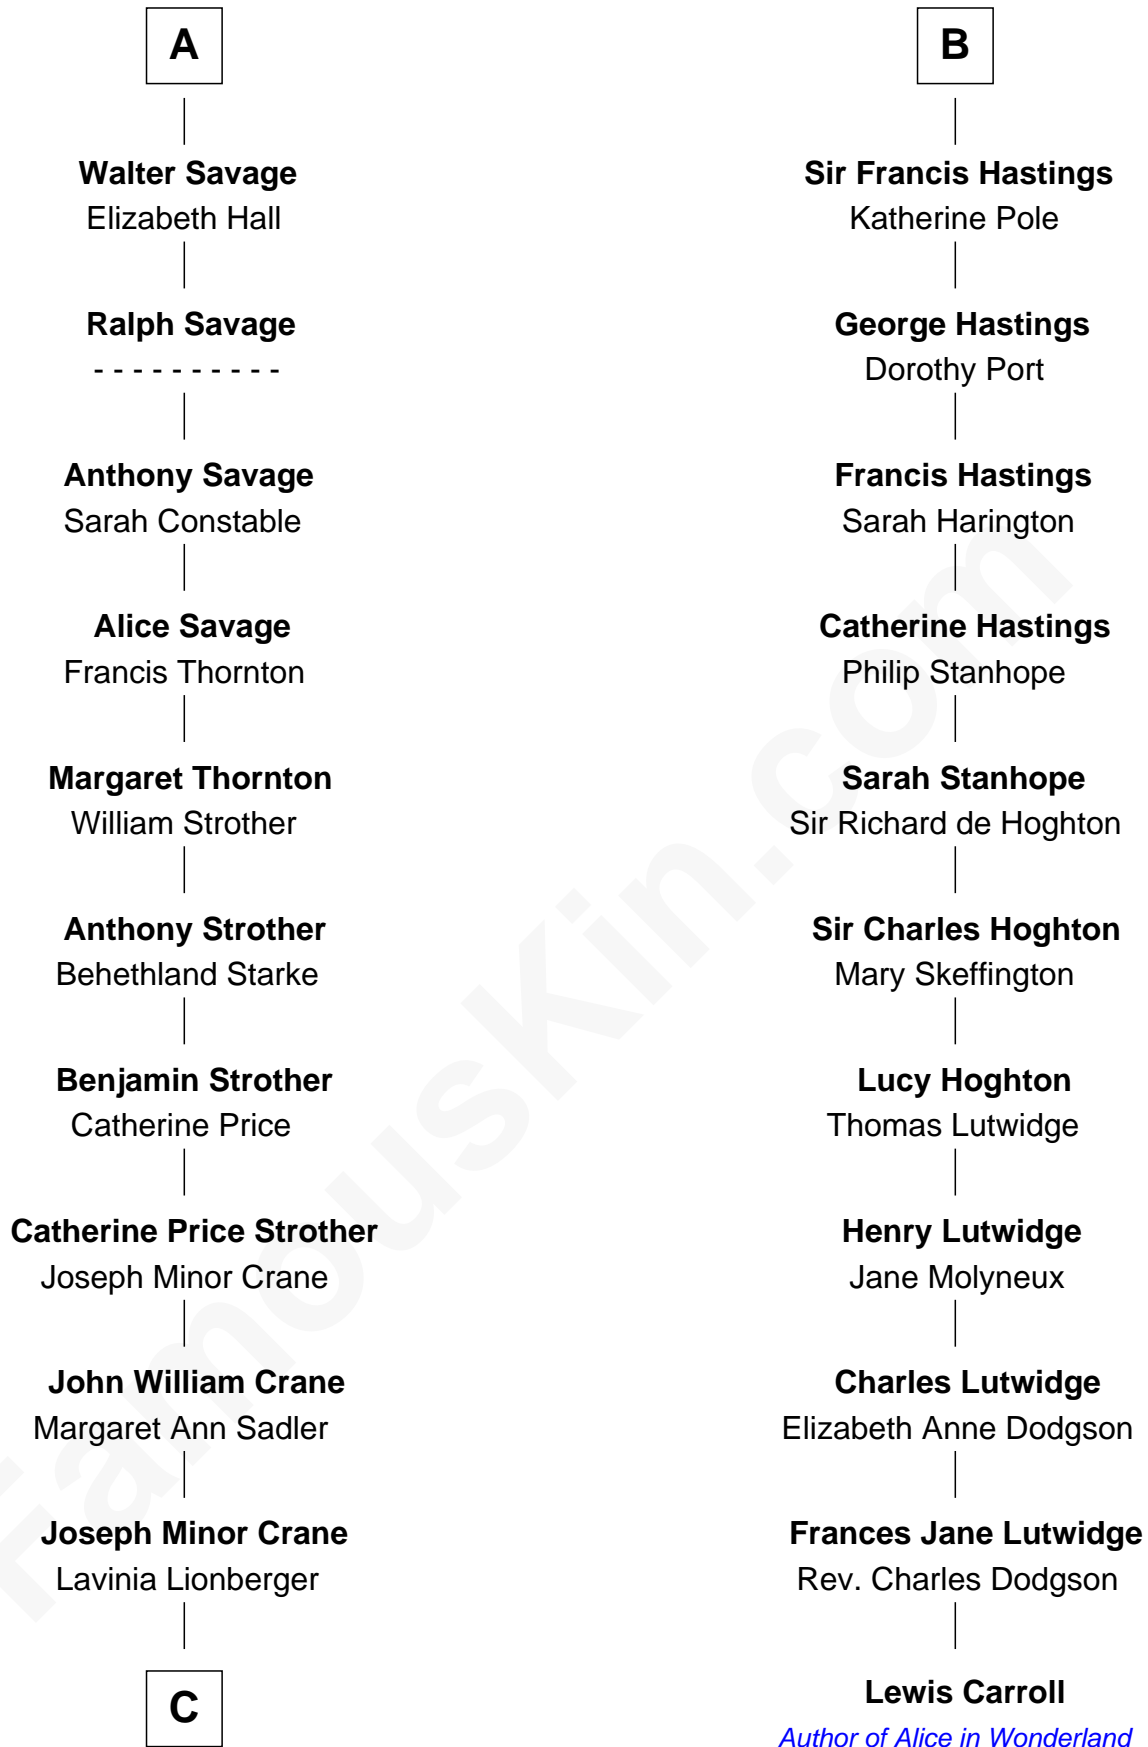 A
Walter Savage
Elizabeth Hall
Ralph Savage
- - - - - - - - - -
Anthony Savage
Sarah Constable
Alice Savage
Francis Thornton
Margaret Thornton
William Strother
Anthony Strother
Behethland Starke
Benjamin Strother
Catherine Price
Catherine Price Strother
Joseph Minor Crane
John William Crane
Margaret Ann Sadler
Joseph Minor Crane
Lavinia Lionberger
C
B
Sir Francis Hastings
Katherine Pole
George Hastings
Dorothy Port
Francis Hastings
Sarah Harington
Catherine Hastings
Philip Stanhope
Sarah Stanhope
Sir Richard de Hoghton
Sir Charles Hoghton
Mary Skeffington
Lucy Hoghton
Thomas Lutwidge
Henry Lutwidge
Jane Molyneux
Charles Lutwidge
Elizabeth Anne Dodgson
Frances Jane Lutwidge
Rev. Charles Dodgson
Lewis Carroll
Author of Alice in Wonderland
FamousKin.com